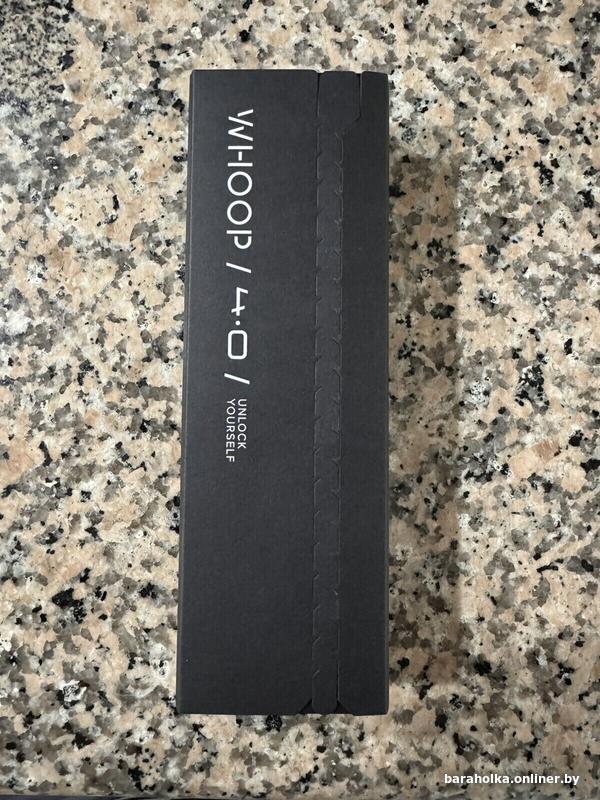 WHOOP / 4.0 / UNLOCK
YOURSELF
baraholka.onliner.by